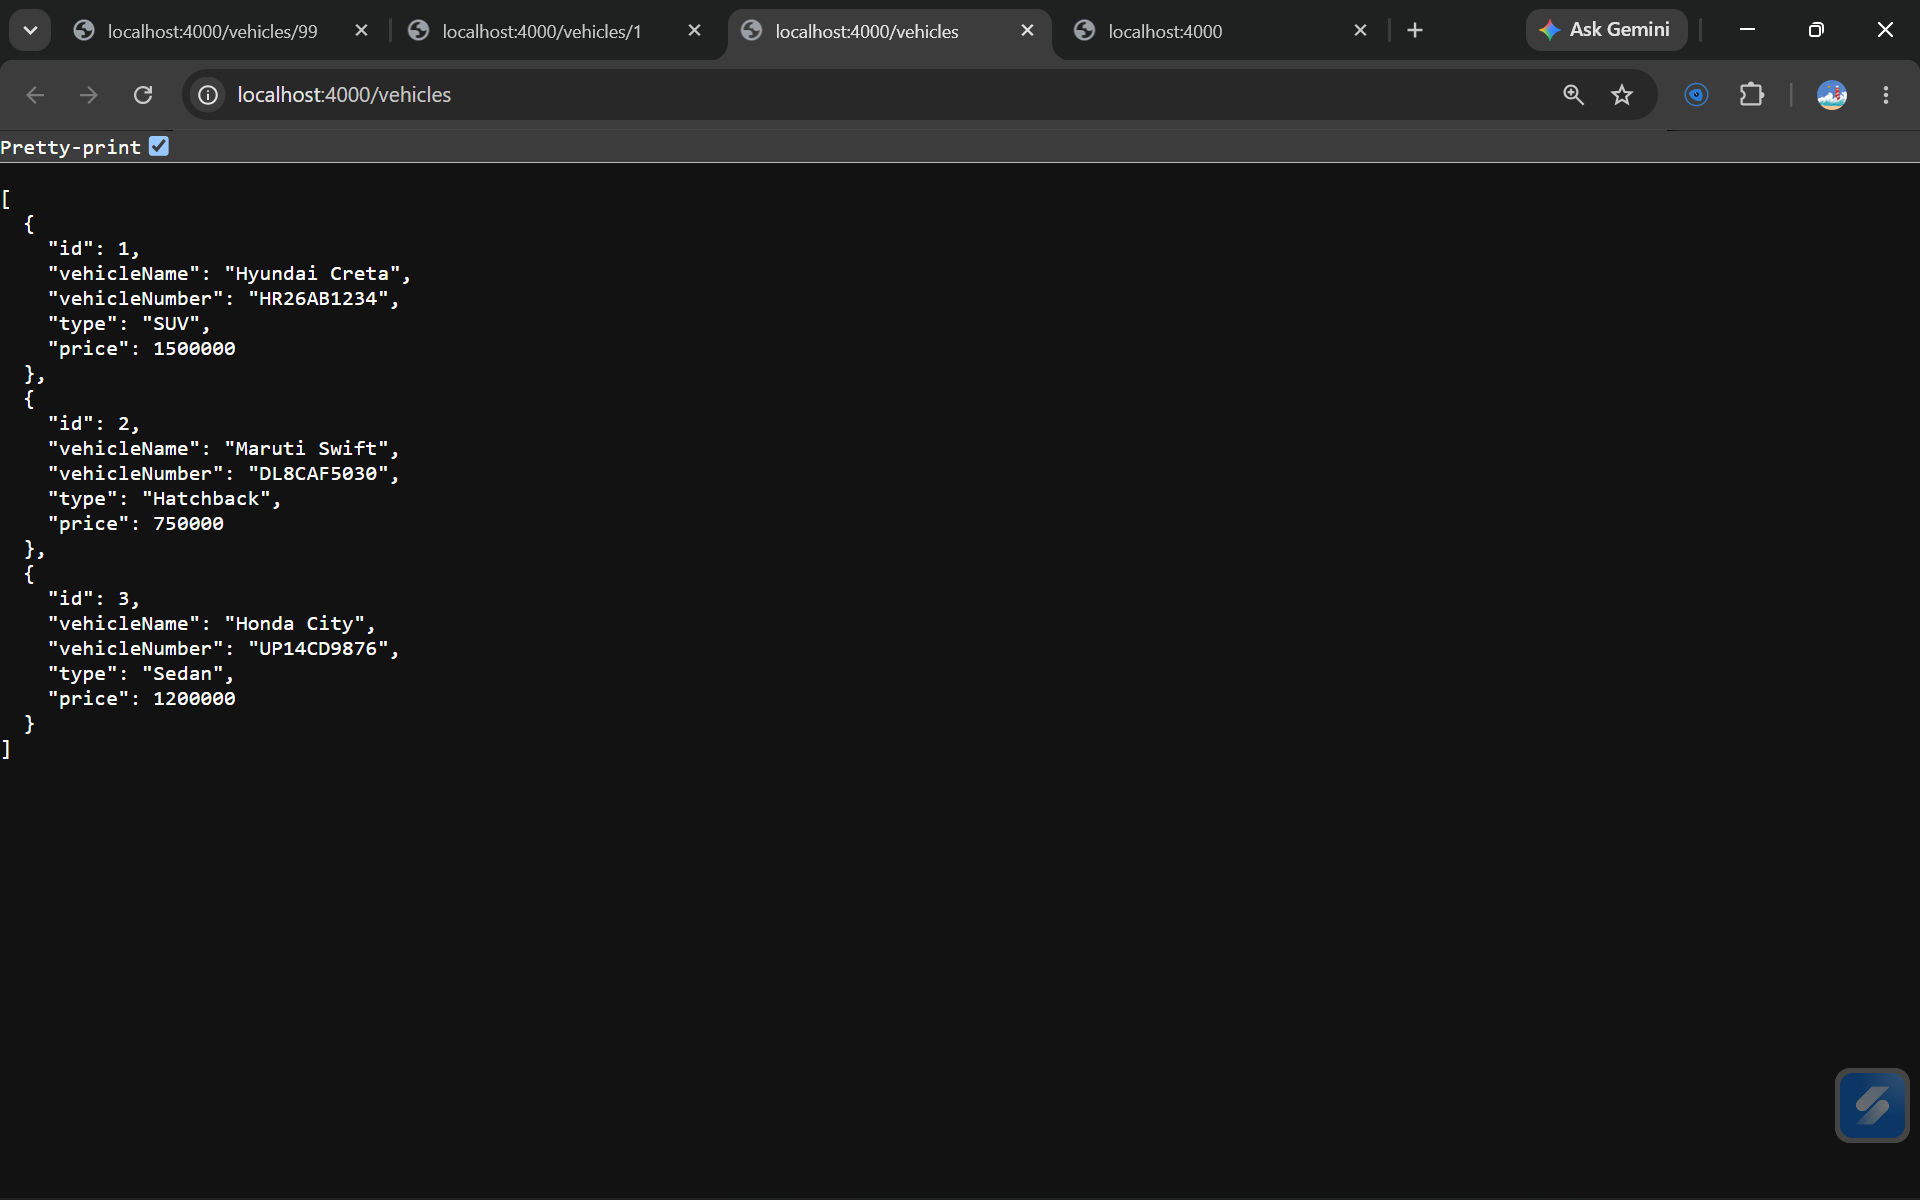 localhost:4000/vehicles/99
localhost:4000/vehicles/1
localhost:4000/vehicles
localhost:4000
Ask Gemini
localhost:4000/vehicles
Pretty-print
[
  {
    "id": 1,
    "vehicleName": "Hyundai Creta",
    "vehicleNumber": "HR26AB1234",
    "type": "SUV",
    "price": 1500000
  },
  {
    "id": 2,
    "vehicleName": "Maruti Swift",
    "vehicleNumber": "DL8CAF5030",
    "type": "Hatchback",
    "price": 750000
  },
  {
    "id": 3,
    "vehicleName": "Honda City",
    "vehicleNumber": "UP14CD9876",
    "type": "Sedan",
    "price": 1200000
  }
]